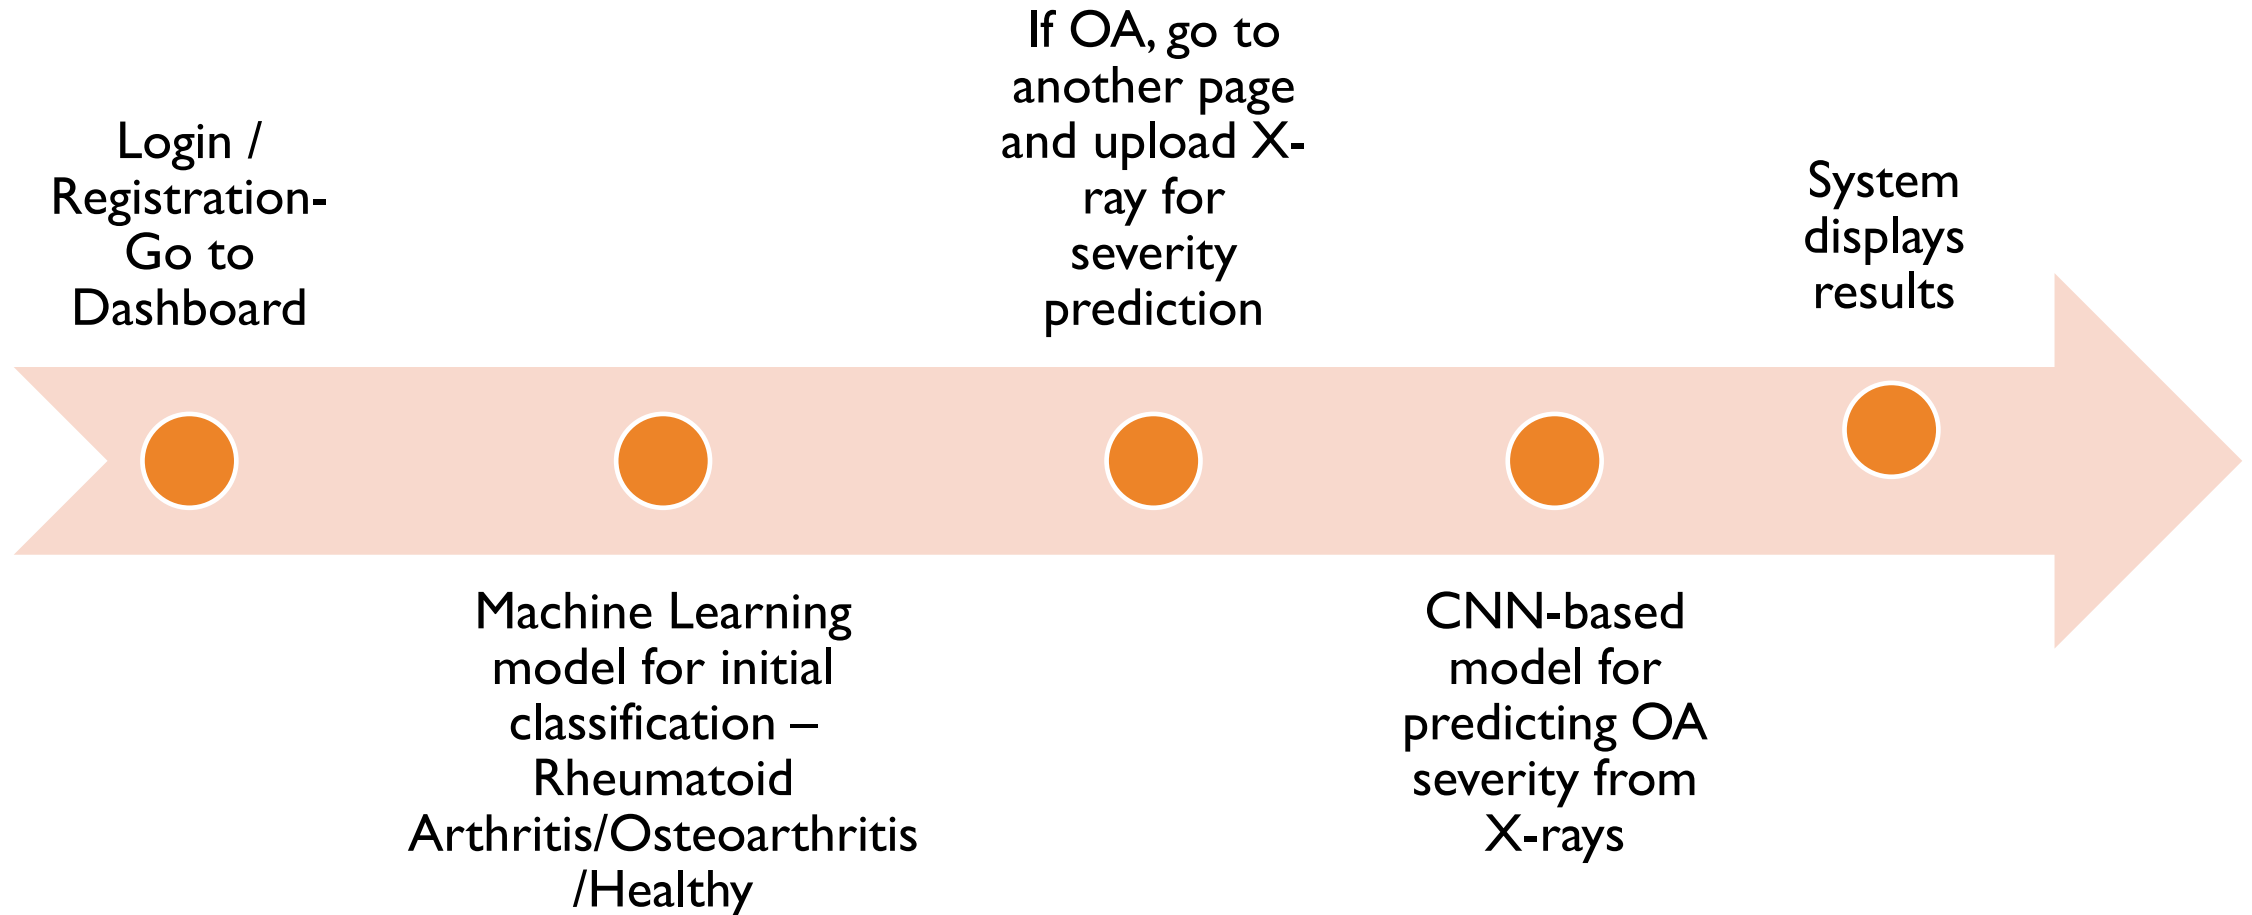 Login /
Registration-
Go to
Dashboard
Machine Learning
model for initial
classification –
Rheumatoid
Arthritis/Osteoarthritis
/Healthy
If OA, go to
another page
and upload X-
ray for
severity
prediction
CNN-based
model for
predicting OA
severity from
X-rays
System
displays
results